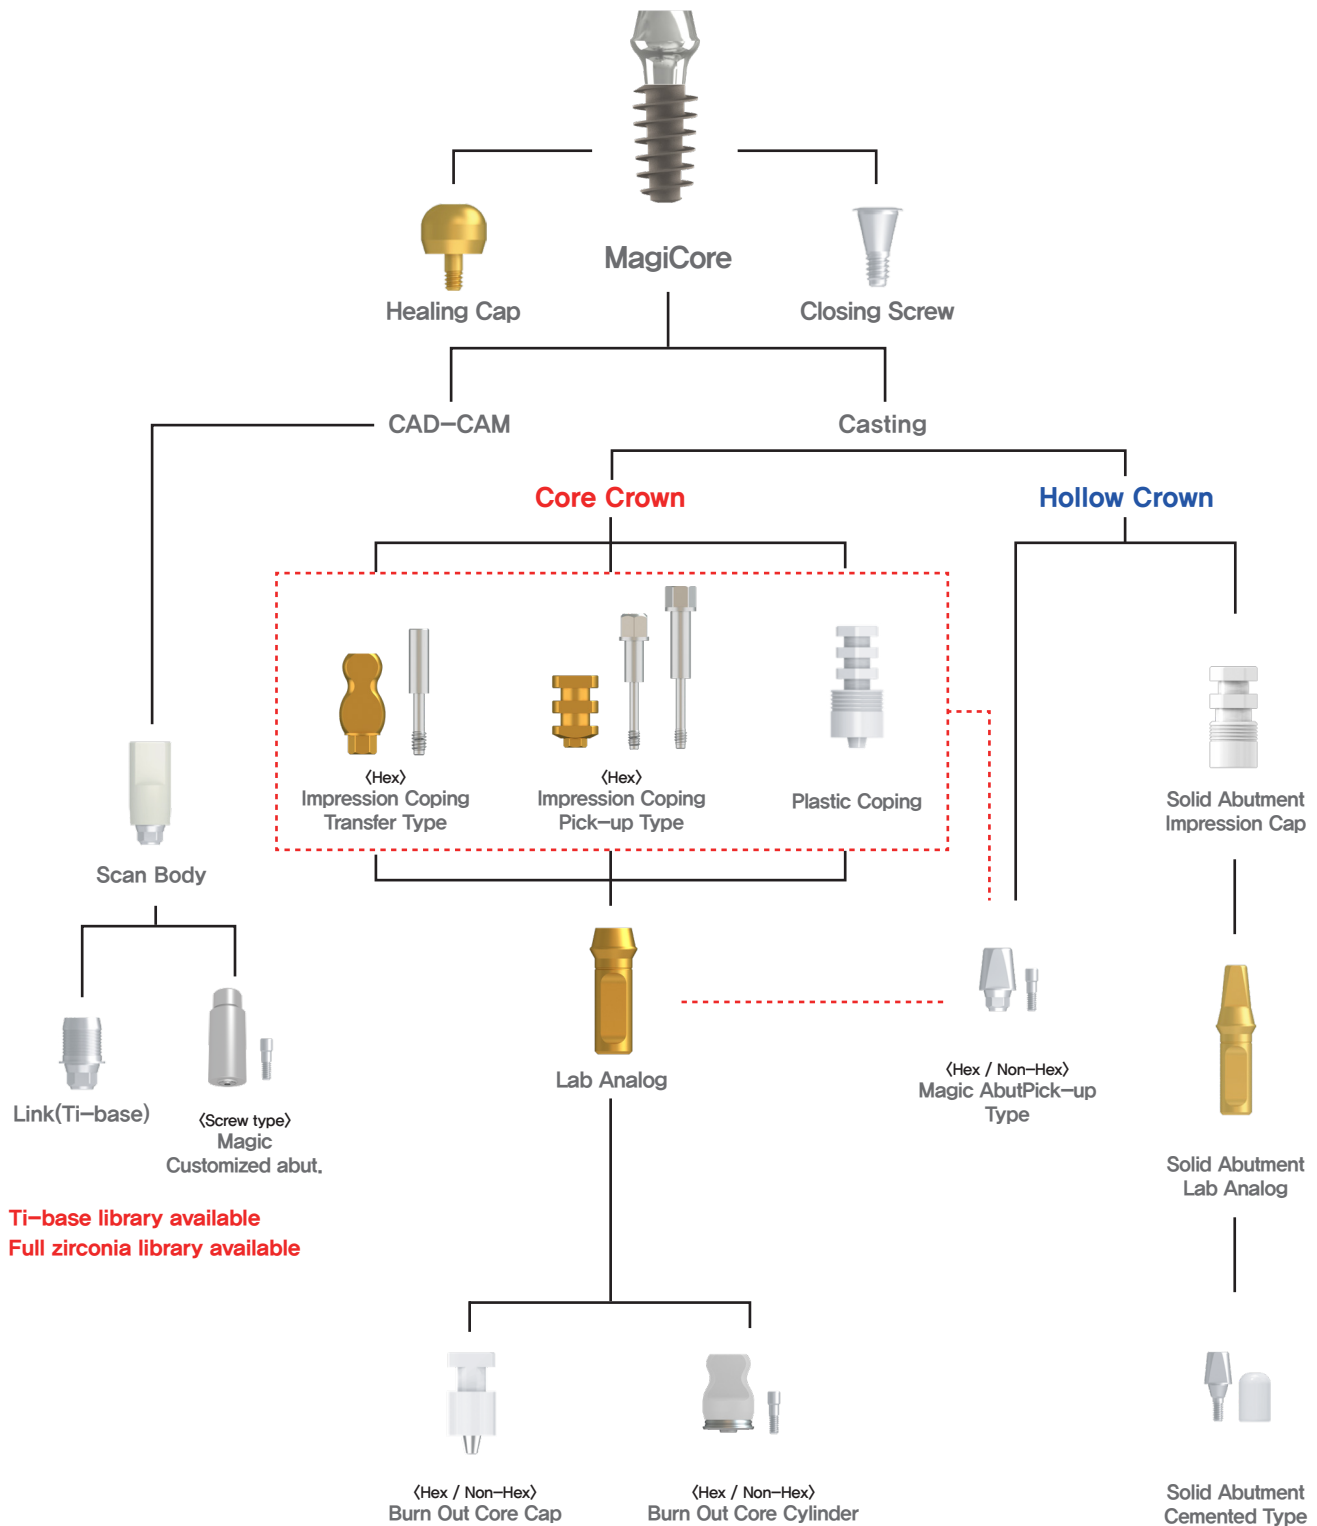 MagiCore
Healing Cap
Closing Screw
CAD-CAM
Casting
Core Crown
Hollow Crown
〈Hex〉
Impression Coping
Transfer Type
〈Hex〉
Impression Coping
Pick-up Type
Plastic Coping
Solid Abutment
Impression Cap
Scan Body
Lab Analog
〈Hex / Non-Hex〉
Magic AbutPick-up
Type
Link(Ti-base)
〈Screw type〉
Magic
Customized abut.
Solid Abutment
Lab Analog
Ti-base library available
Full zirconia library available
〈Hex / Non-Hex〉
Burn Out Core Cap
〈Hex / Non-Hex〉
Burn Out Core Cylinder
Solid Abutment
Cemented Type